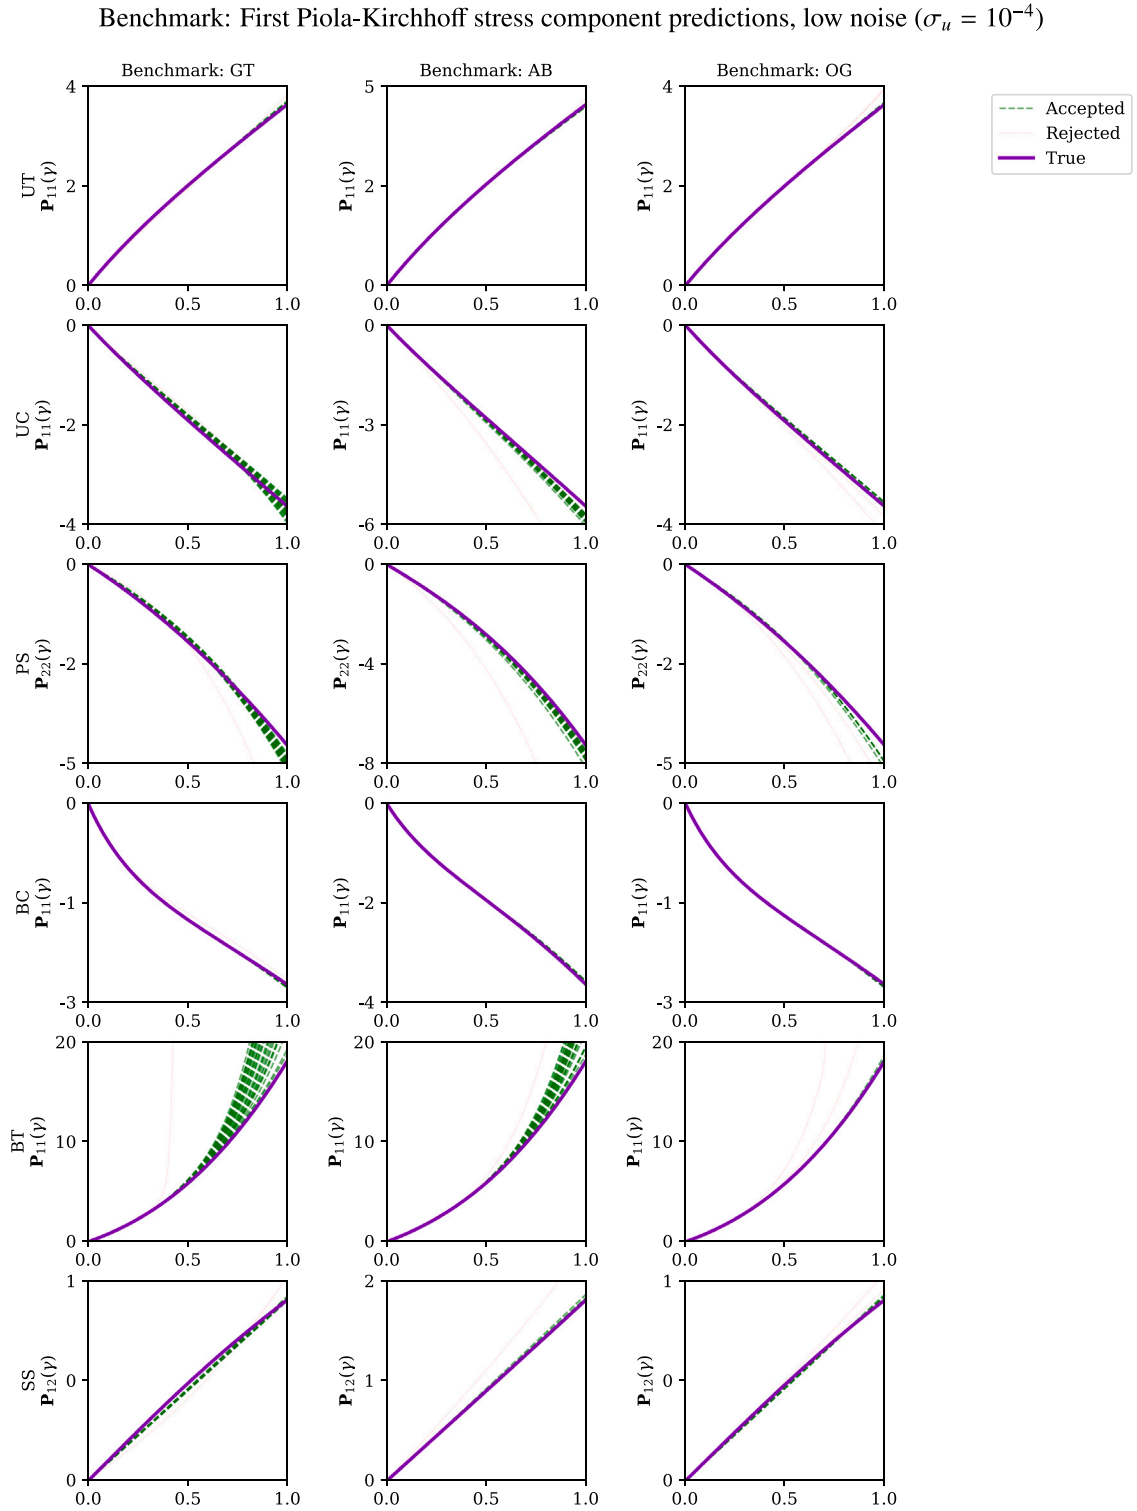 Benchmark: First Piola-Kirchhoff stress component predictions, low noise (σ_u = 10⁻⁴)
Benchmark: GT
Benchmark: AB
Benchmark: OG
Accepted
Rejected
True
UT
P₁₁(γ)
4
2
0
0.0 0.5 1.0
P₁₁(γ)
5
2
0
0.0 0.5 1.0
P₁₁(γ)
4
2
0
0.0 0.5 1.0
UC
P₁₁(γ)
0
-2
-4
0.0 0.5 1.0
P₁₁(γ)
0
-3
-6
0.0 0.5 1.0
P₁₁(γ)
0
-2
-4
0.0 0.5 1.0
PS
P₂₂(γ)
0
-2
-5
0.0 0.5 1.0
P₂₂(γ)
0
-4
-8
0.0 0.5 1.0
P₂₂(γ)
0
-2
-5
0.0 0.5 1.0
BC
P₁₁(γ)
0
-1
-3
0.0 0.5 1.0
P₁₁(γ)
0
-2
-4
0.0 0.5 1.0
P₁₁(γ)
0
-1
-3
0.0 0.5 1.0
BT
P₁₁(γ)
20
10
0
0.0 0.5 1.0
P₁₁(γ)
20
10
0
0.0 0.5 1.0
P₁₁(γ)
20
10
0
0.0 0.5 1.0
SS
P₁₂(γ)
1
0
0
0.0 0.5 1.0
P₁₂(γ)
2
1
0
0.0 0.5 1.0
P₁₂(γ)
1
0
0
0.0 0.5 1.0